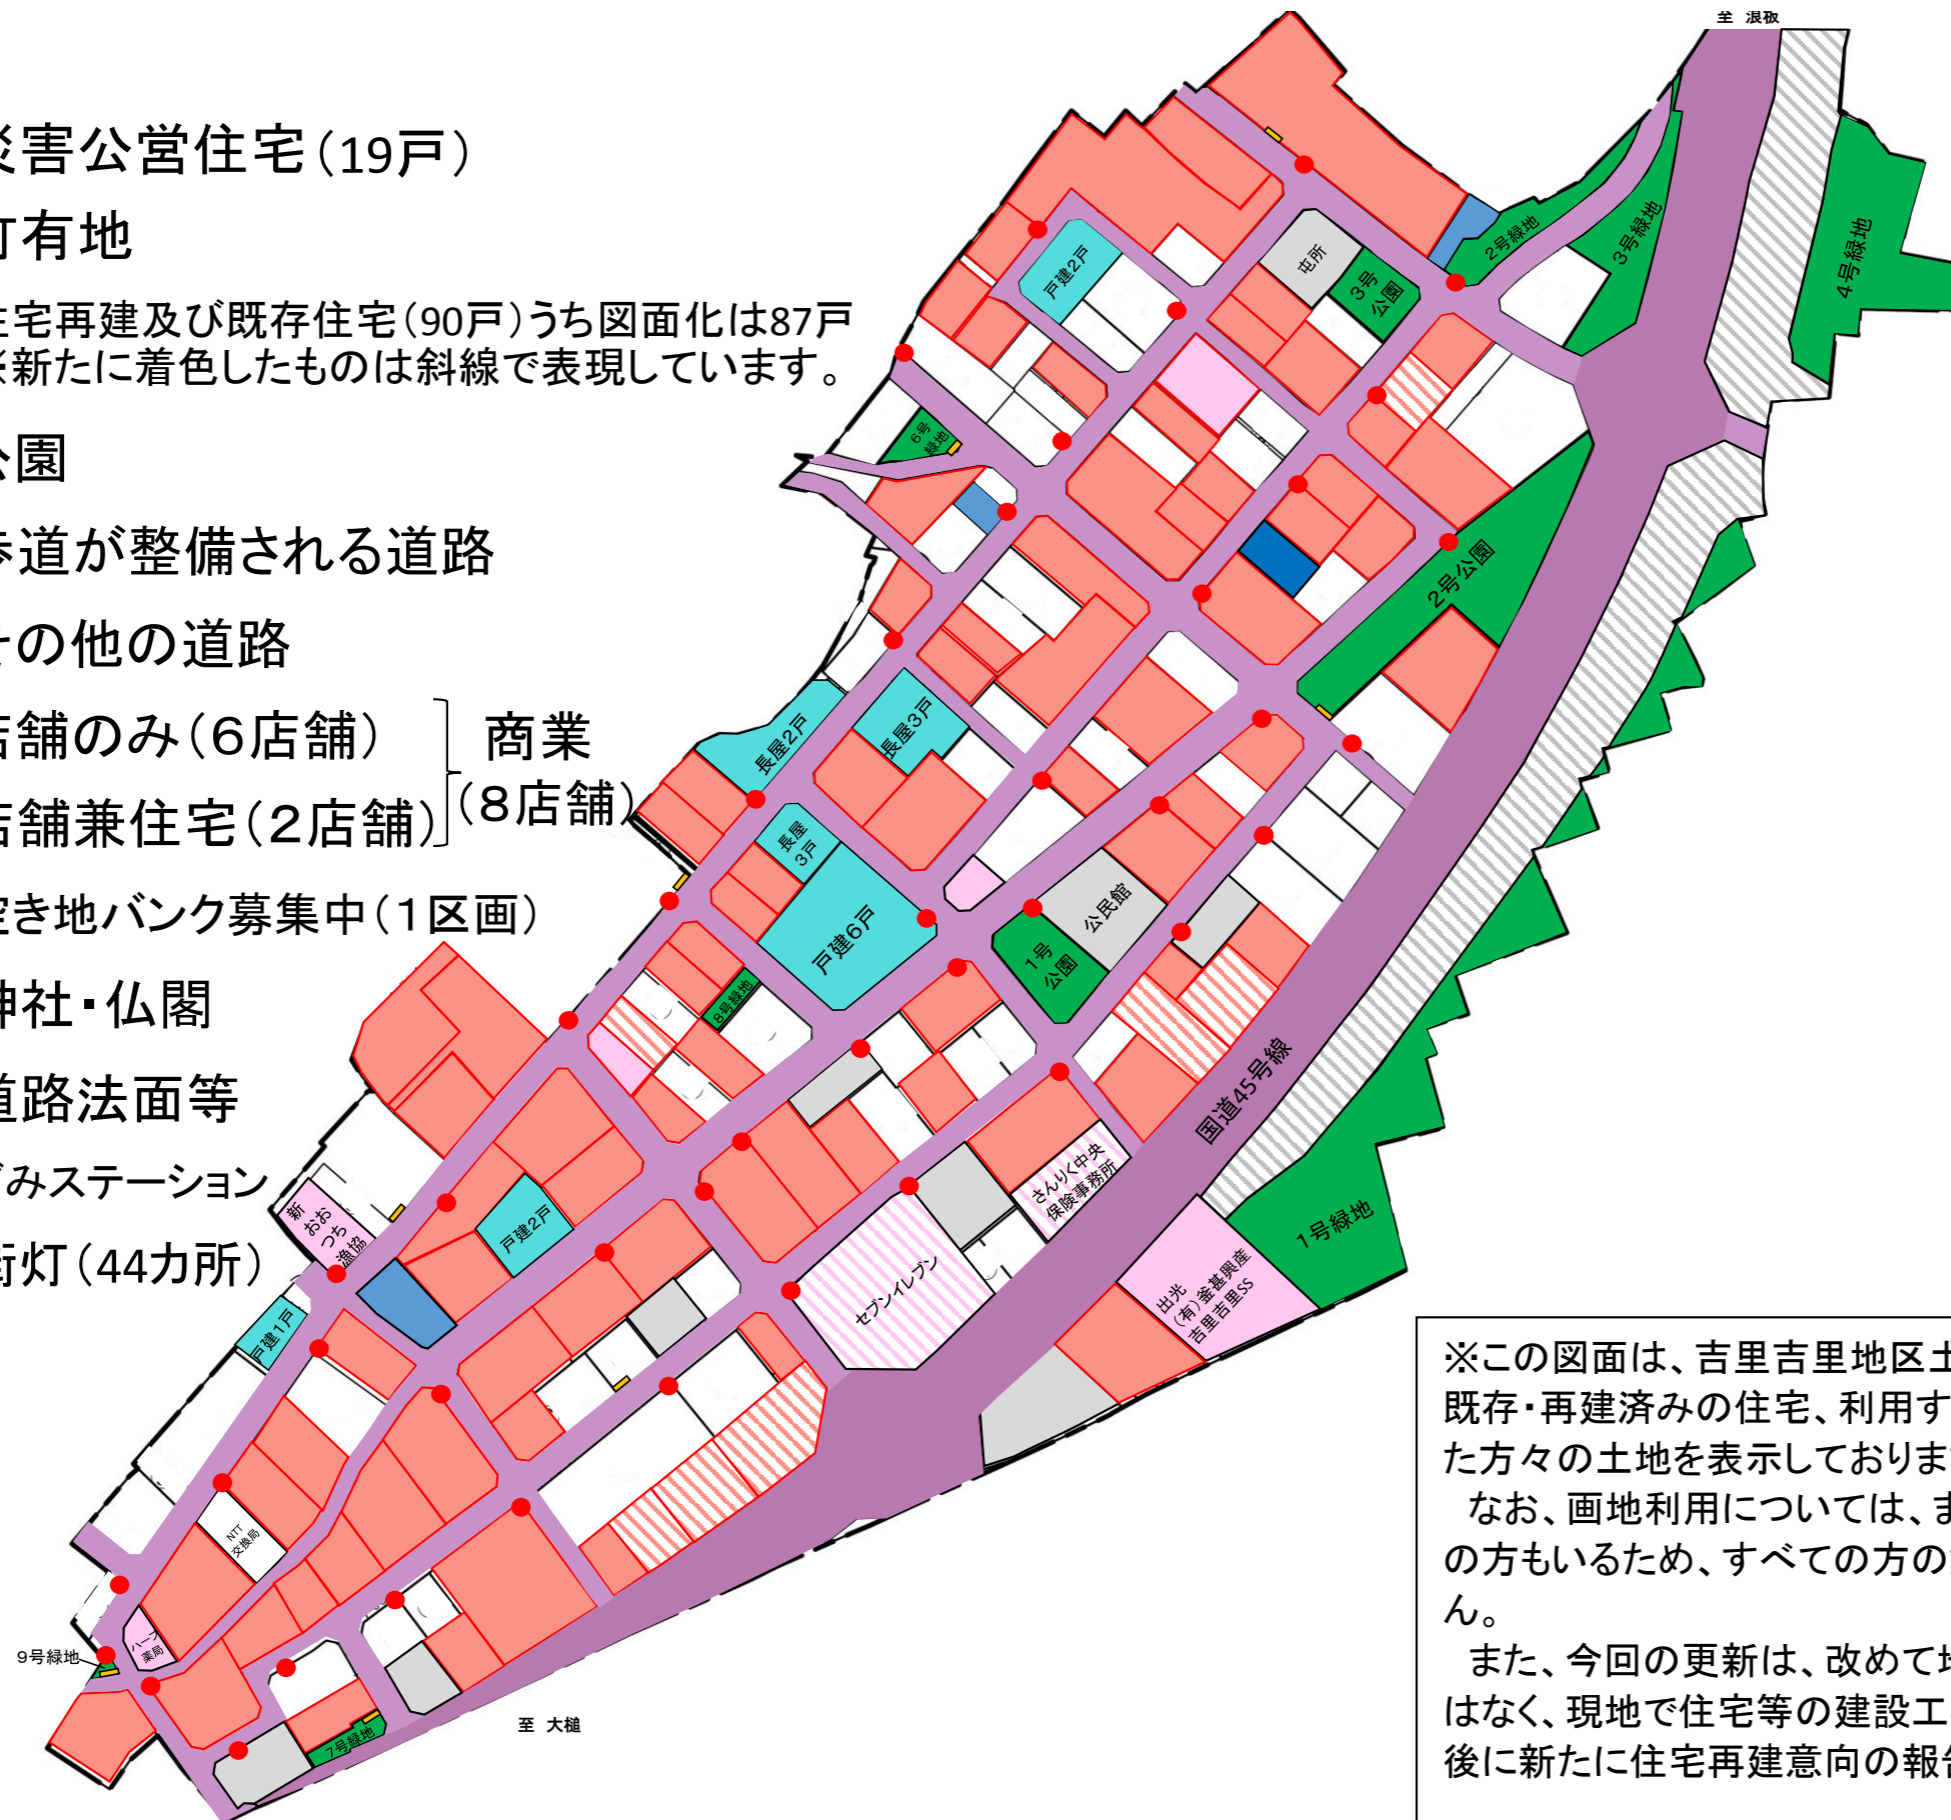 至 浪板
災害公営住宅（19戸）
町有地
住宅再建及び既存住宅（90戸）うち図面化は87戸
※新たに着色したものは斜線で表現しています。
公園
歩道が整備される道路
その他の道路
店舗のみ（６店舗）
店舗兼住宅（２店舗）
商業
（８店舗）
空き地バンク募集中（１区画）
神社・仏閣
道路法面等
ごみステーション
街灯（44カ所）
2号緑地
3号緑地
4号緑地
屯所
3号
公園
戸建2戸
6号
緑地
2号公園
長屋3戸
長屋2戸
長屋
3戸
戸建6戸
公民館
1号
公園
8号緑地
国道45号線
さんりく中央
保険事務所
1号緑地
新
おお
つち
漁協
戸建2戸
セブンイレブン
出光
（有）釜甚興産
吉里吉里SS
戸建1戸
NTT
交換局
ハーブ
薬局
9号緑地
7号緑地
至 大槌
※この図面は、吉里吉里地区土
既存・再建済みの住宅、利用す
た方々の土地を表示しておりま
なお、画地利用については、ま
の方もいるため、すべての方の
ん。
また、今回の更新は、改めて地
はなく、現地で住宅等の建設工
後に新たに住宅再建意向の報告